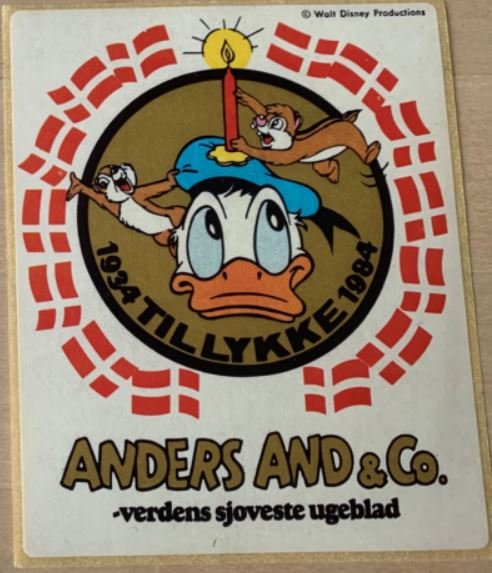 © Walt Disney Productions
1934 TILLYKKE 1984
ANDERS AND & Co.
-verdens sjoveste ugeblad